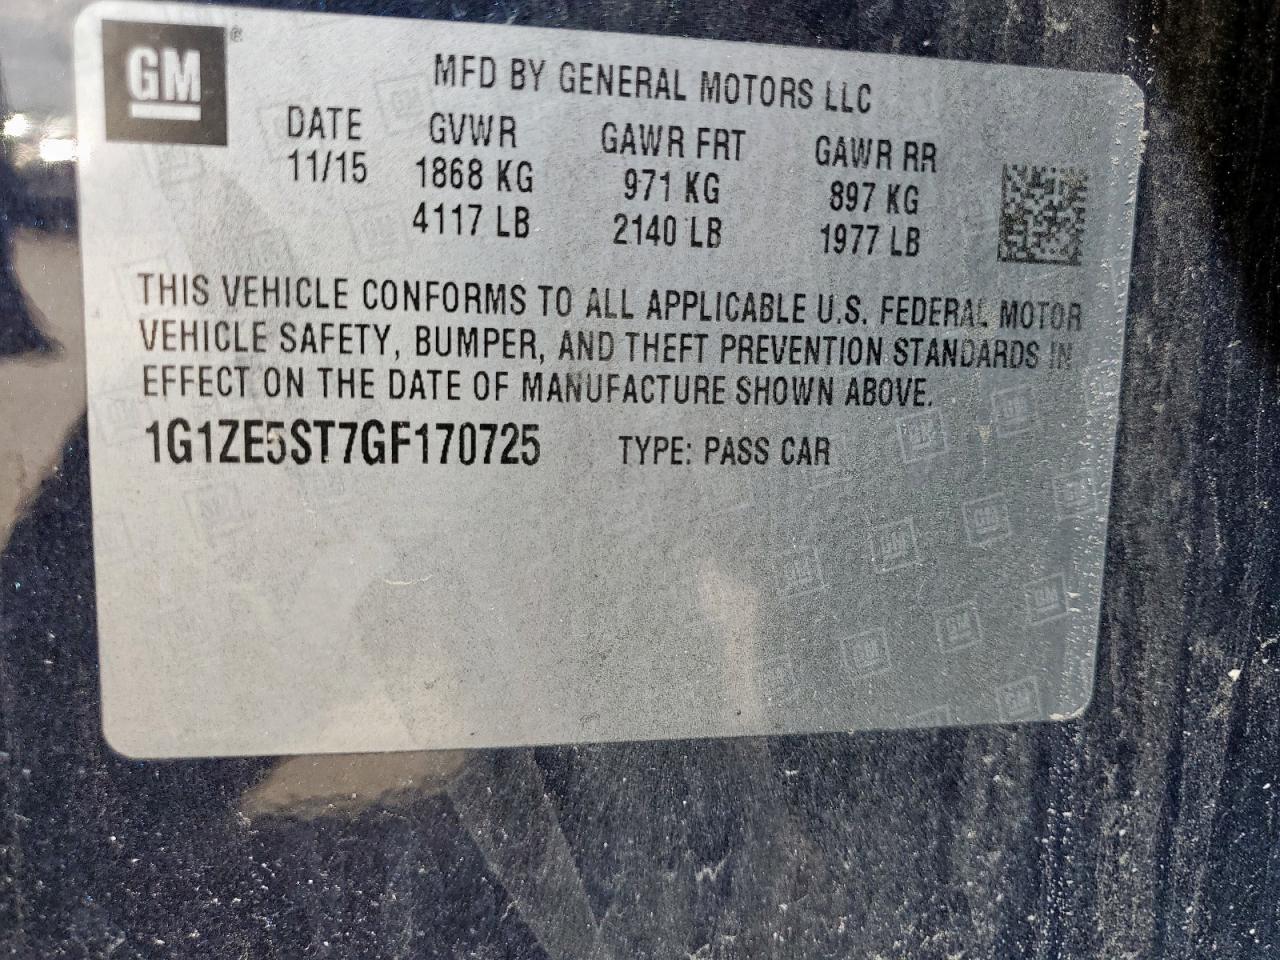 GM
MFD BY GENERAL MOTORS LLC
DATE GVWR GAWR FRT GAWR RR
11/15 1868 KG 971 KG 897 KG
4117 LB 2140 LB 1977 LB
THIS VEHICLE CONFORMS TO ALL APPLICABLE U.S. FEDERAL MOTOR
VEHICLE SAFETY, BUMPER, AND THEFT PREVENTION STANDARDS IN
EFFECT ON THE DATE OF MANUFACTURE SHOWN ABOVE.
1G1ZE5ST7GF170725 TYPE: PASS CAR